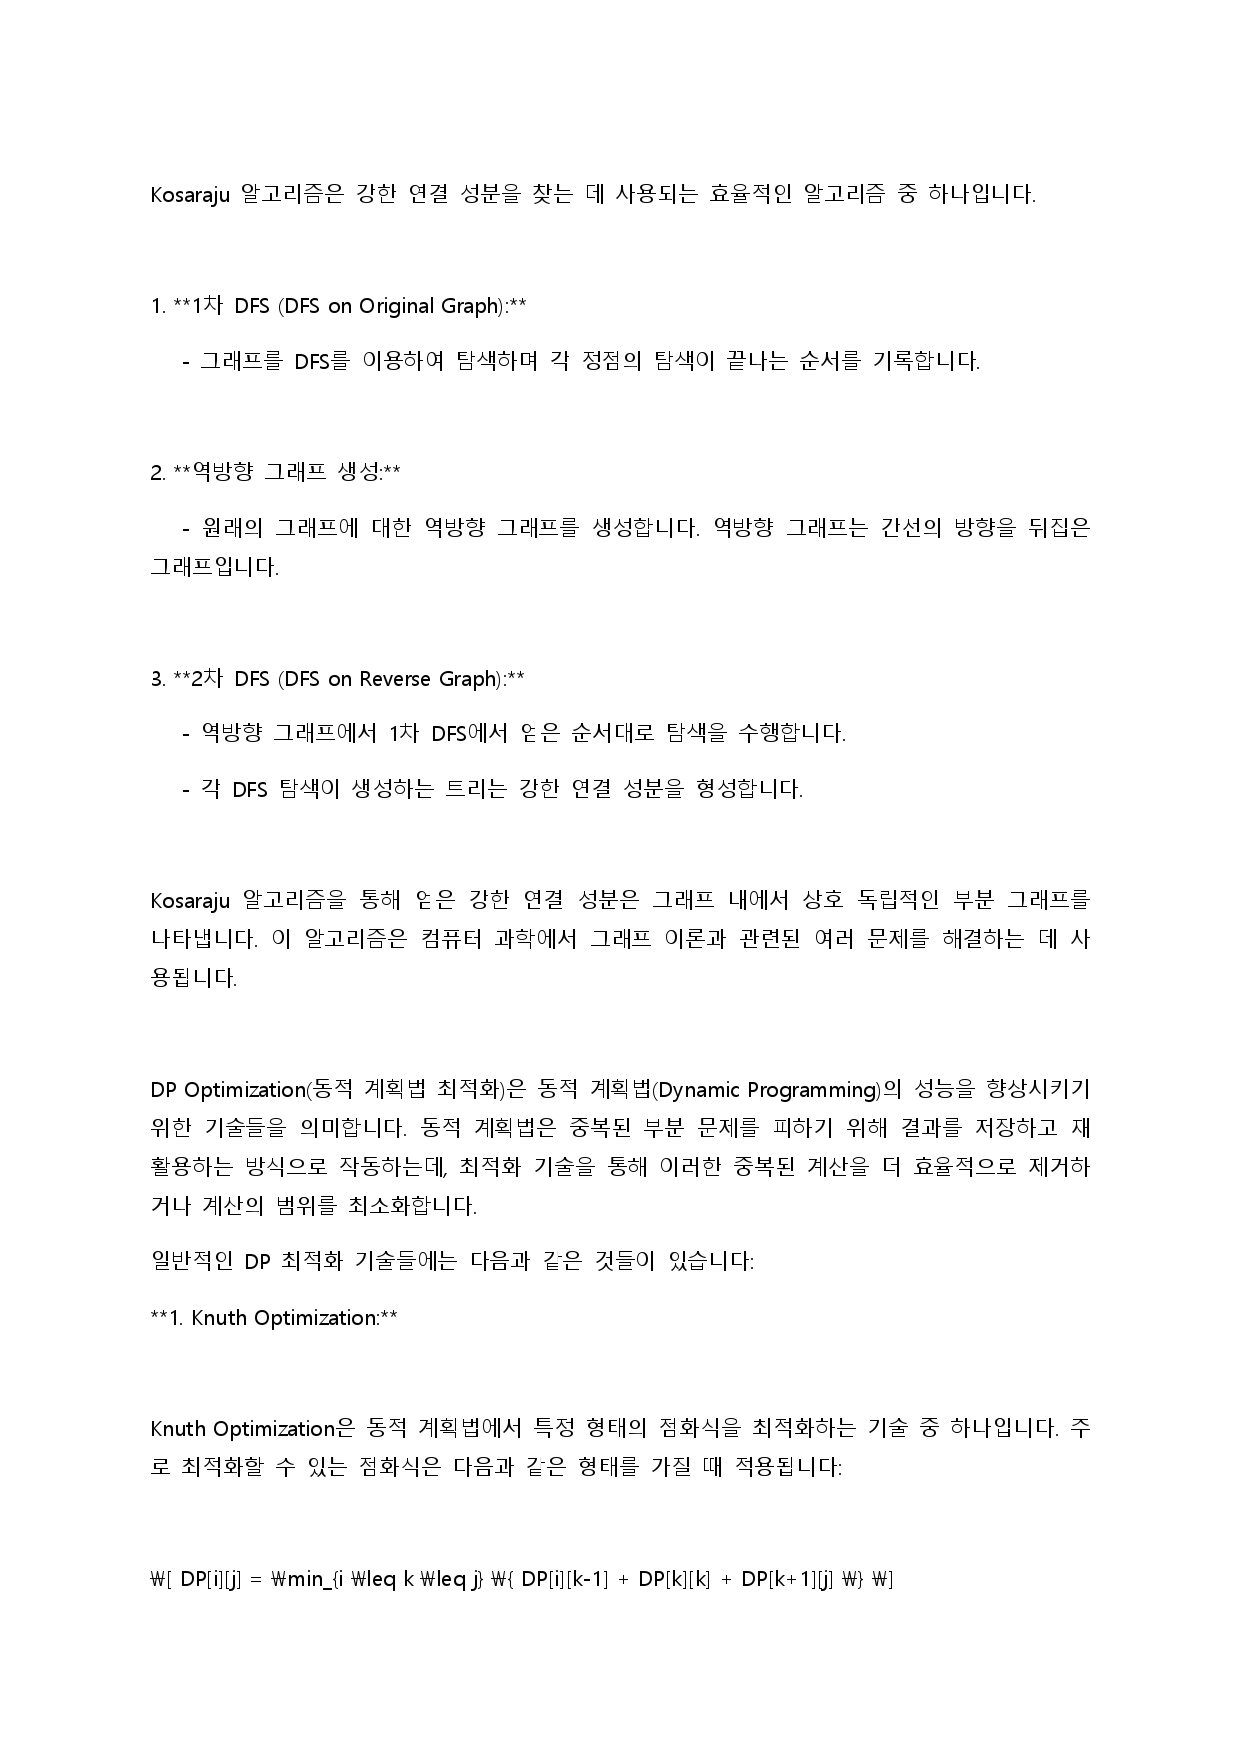 Kosaraju 알고리즘은 강한 연결 성분을 찾는 데 사용되는 효율적인 알고리즘 중 하나입니다.
1. **1차 DFS (DFS on Original Graph):**
- 그래프를 DFS를 이용하여 탐색하며 각 정점의 탐색이 끝나는 순서를 기록합니다.
2. **역방향 그래프 생성:**
- 원래의 그래프에 대한 역방향 그래프를 생성합니다. 역방향 그래프는 간선의 방향을 뒤집은
그래프입니다.
3. **2차 DFS (DFS on Reverse Graph):**
- 역방향 그래프에서 1차 DFS에서 얻은 순서대로 탐색을 수행합니다.
- 각 DFS 탐색이 생성하는 트리는 강한 연결 성분을 형성합니다.
Kosaraju 알고리즘을 통해 얻은 강한 연결 성분은 그래프 내에서 상호 독립적인 부분 그래프를
나타냅니다. 이 알고리즘은 컴퓨터 과학에서 그래프 이론과 관련된 여러 문제를 해결하는 데 사
용됩니다.
DP Optimization(동적 계획법 최적화)은 동적 계획법(Dynamic Programming)의 성능을 향상시키기
위한 기술들을 의미합니다. 동적 계획법은 중복된 부분 문제를 피하기 위해 결과를 저장하고 재
활용하는 방식으로 작동하는데, 최적화 기술을 통해 이러한 중복된 계산을 더 효율적으로 제거하
거나 계산의 범위를 최소화합니다.
일반적인 DP 최적화 기술들에는 다음과 같은 것들이 있습니다:
**1. Knuth Optimization:**
Knuth Optimization은 동적 계획법에서 특정 형태의 점화식을 최적화하는 기술 중 하나입니다. 주
로 최적화할 수 있는 점화식은 다음과 같은 형태를 가질 때 적용됩니다:
₩[ DP[i][j] = ₩min_{i ₩leq k ₩leq j} ₩{ DP[i][k-1] + DP[k][k] + DP[k+1][j] ₩} ₩]